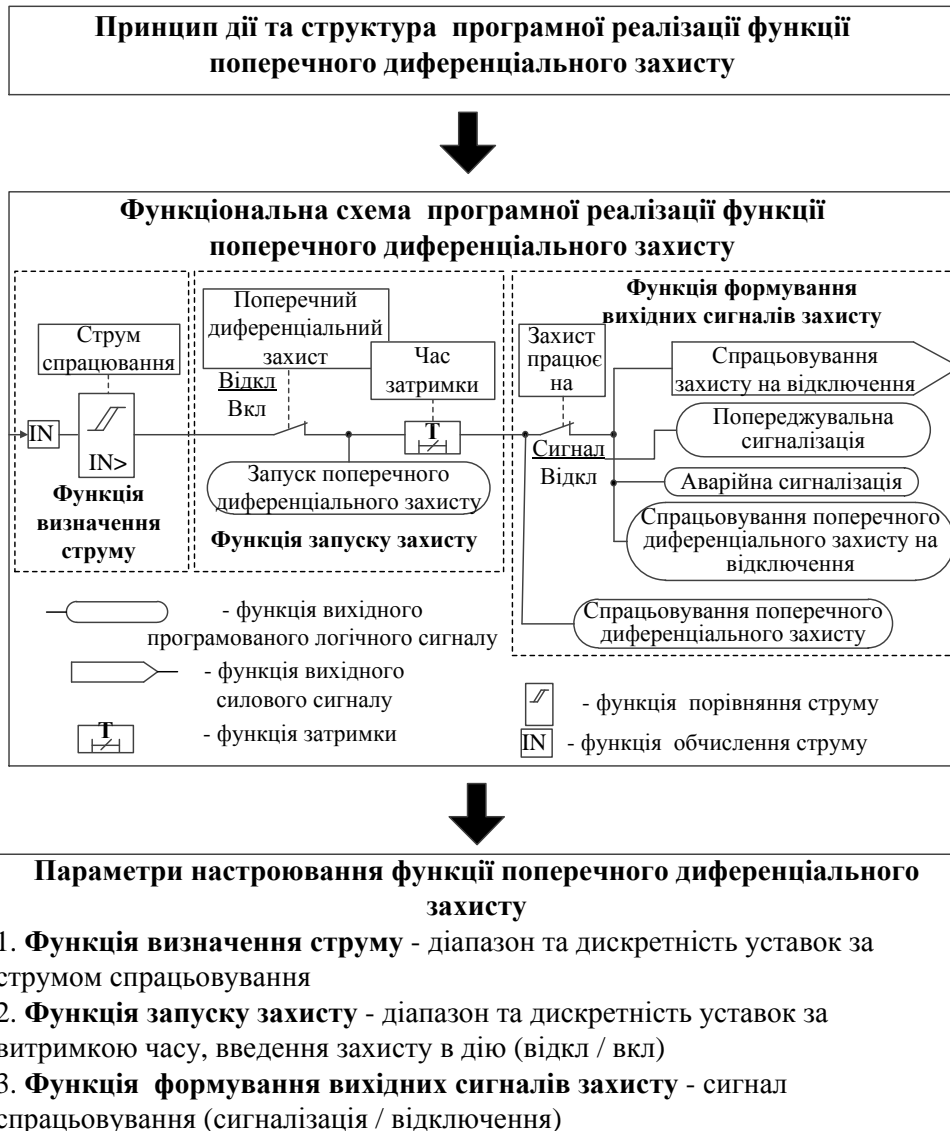 Принцип дії та структура програмної реалізації функції
поперечного диференціального захисту
Функціональна схема програмної реалізації функції
поперечного диференціального захисту
Струм
спрацювання
IN
IN>
Функція
визначення
струму
Поперечний
диференціальний
захист
Відкл
Вкл
Час
затримки
T
Запуск поперечного
диференціального захисту
Функція запуску захисту
Функція формування
вихідних сигналів захисту
Захист
працює
на
Сигнал
Відкл
Спрацьовування
захисту на відключення
Попереджувальна
сигналізація
Аварійна сигналізація
Спрацьовування поперечного
диференціального захисту на
відключення
Спрацьовування поперечного
диференціального захисту
- функція вихідного
програмованого логічного сигналу
- функція вихідного
силового сигналу
T
- функція затримки
- функція порівняння струму
IN
- функція обчислення струму
Параметри настроювання функції поперечного диференціального
захисту
1. Функція визначення струму - діапазон та дискретність уставок за
струмом спрацьовування
2. Функція запуску захисту - діапазон та дискретність уставок за
витримкою часу, введення захисту в дію (відкл / вкл)
3. Функція формування вихідних сигналів захисту - сигнал
спрацьовування (сигналізація / відключення)